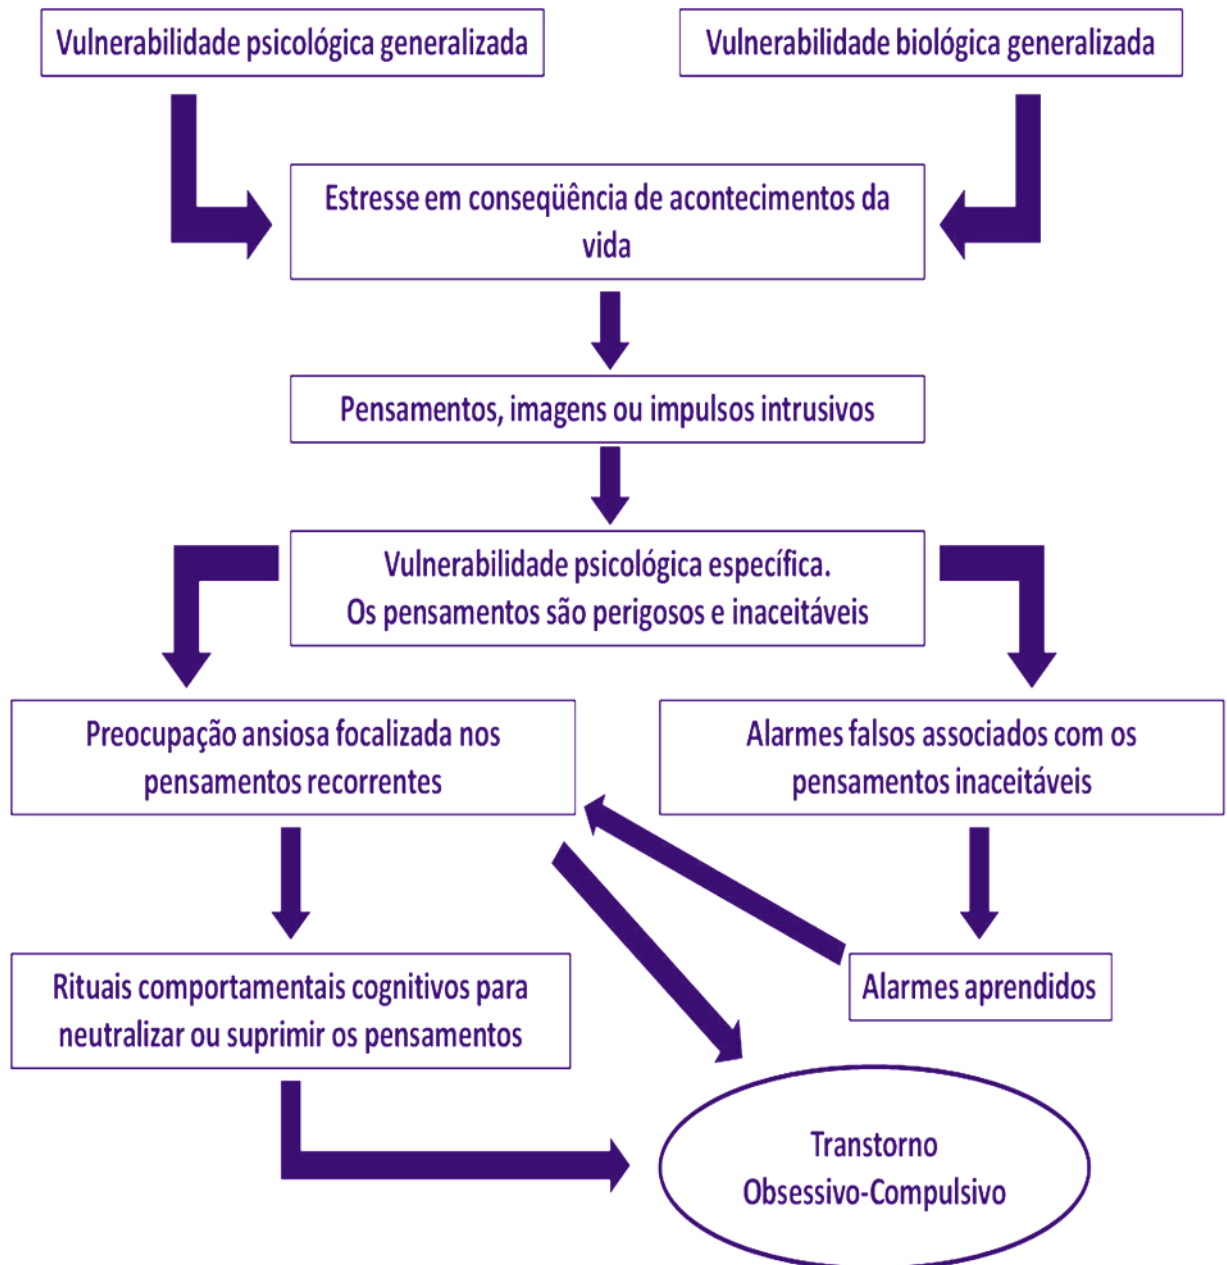 Vulnerabilidade psicológica generalizada
Vulnerabilidade biológica generalizada
Estresse em conseqüência de acontecimentos da
vida
Pensamentos, imagens ou impulsos intrusivos
Vulnerabilidade psicológica específica.
Os pensamentos são perigosos e inaceitáveis
Preocupação ansiosa focalizada nos
pensamentos recorrentes
Alarmes falsos associados com os
pensamentos inaceitáveis
Rituais comportamentais cognitivos para
neutralizar ou suprimir os pensamentos
Alarmes aprendidos
Transtorno
Obsessivo-Compulsivo